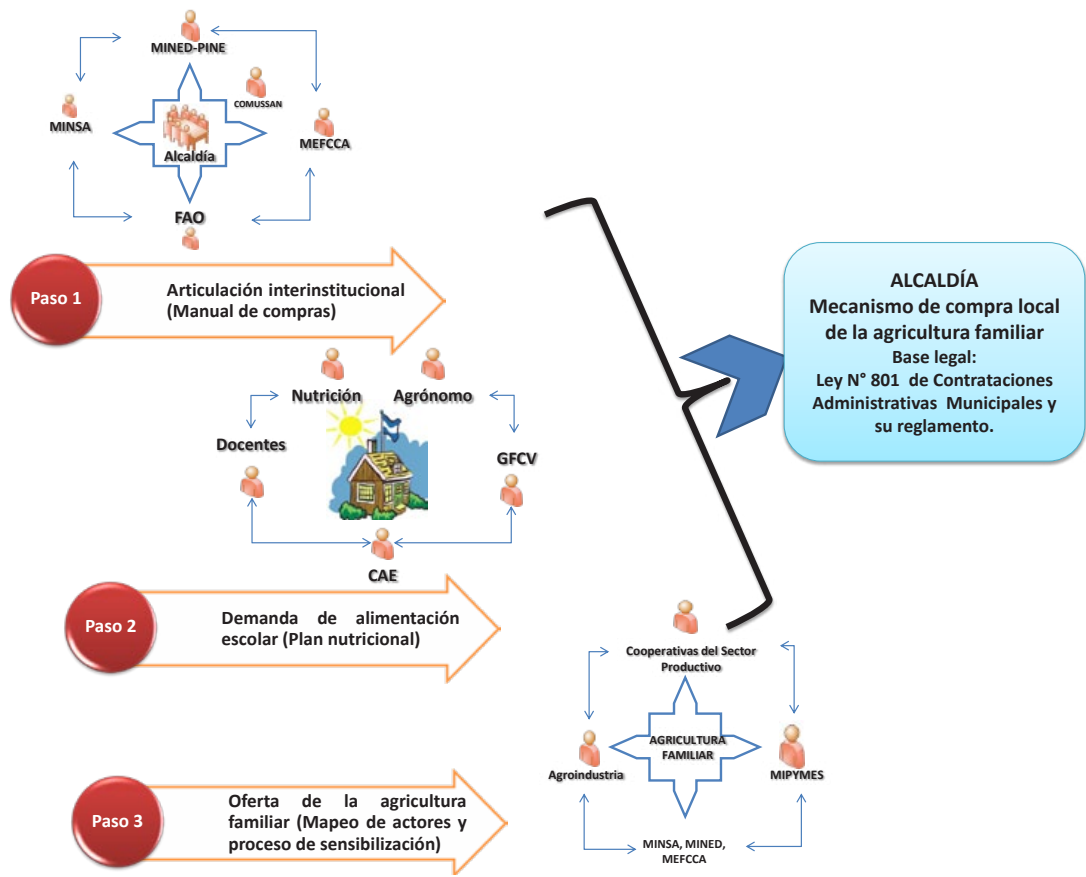 MINED-PINE
COMUSSAN
MINSA
MEFCCA
Alcaldía
FAO
Paso 1
Articulación interinstitucional
(Manual de compras)
ALCALDÍA
Mecanismo de compra local
de la agricultura familiar
Base legal:
Ley N° 801 de Contrataciones
Administrativas Municipales y
su reglamento.
Nutrición
Agrónomo
Docentes
GFCV
CAE
Paso 2
Demanda de alimentación
escolar (Plan nutricional)
Cooperativas del Sector
Productivo
AGRICULTURA
FAMILIAR
Agroindustria
MIPYMES
MINSA, MINED,
MEFCCA
Paso 3
Oferta de la agricultura
familiar (Mapeo de actores y
proceso de sensibilización)